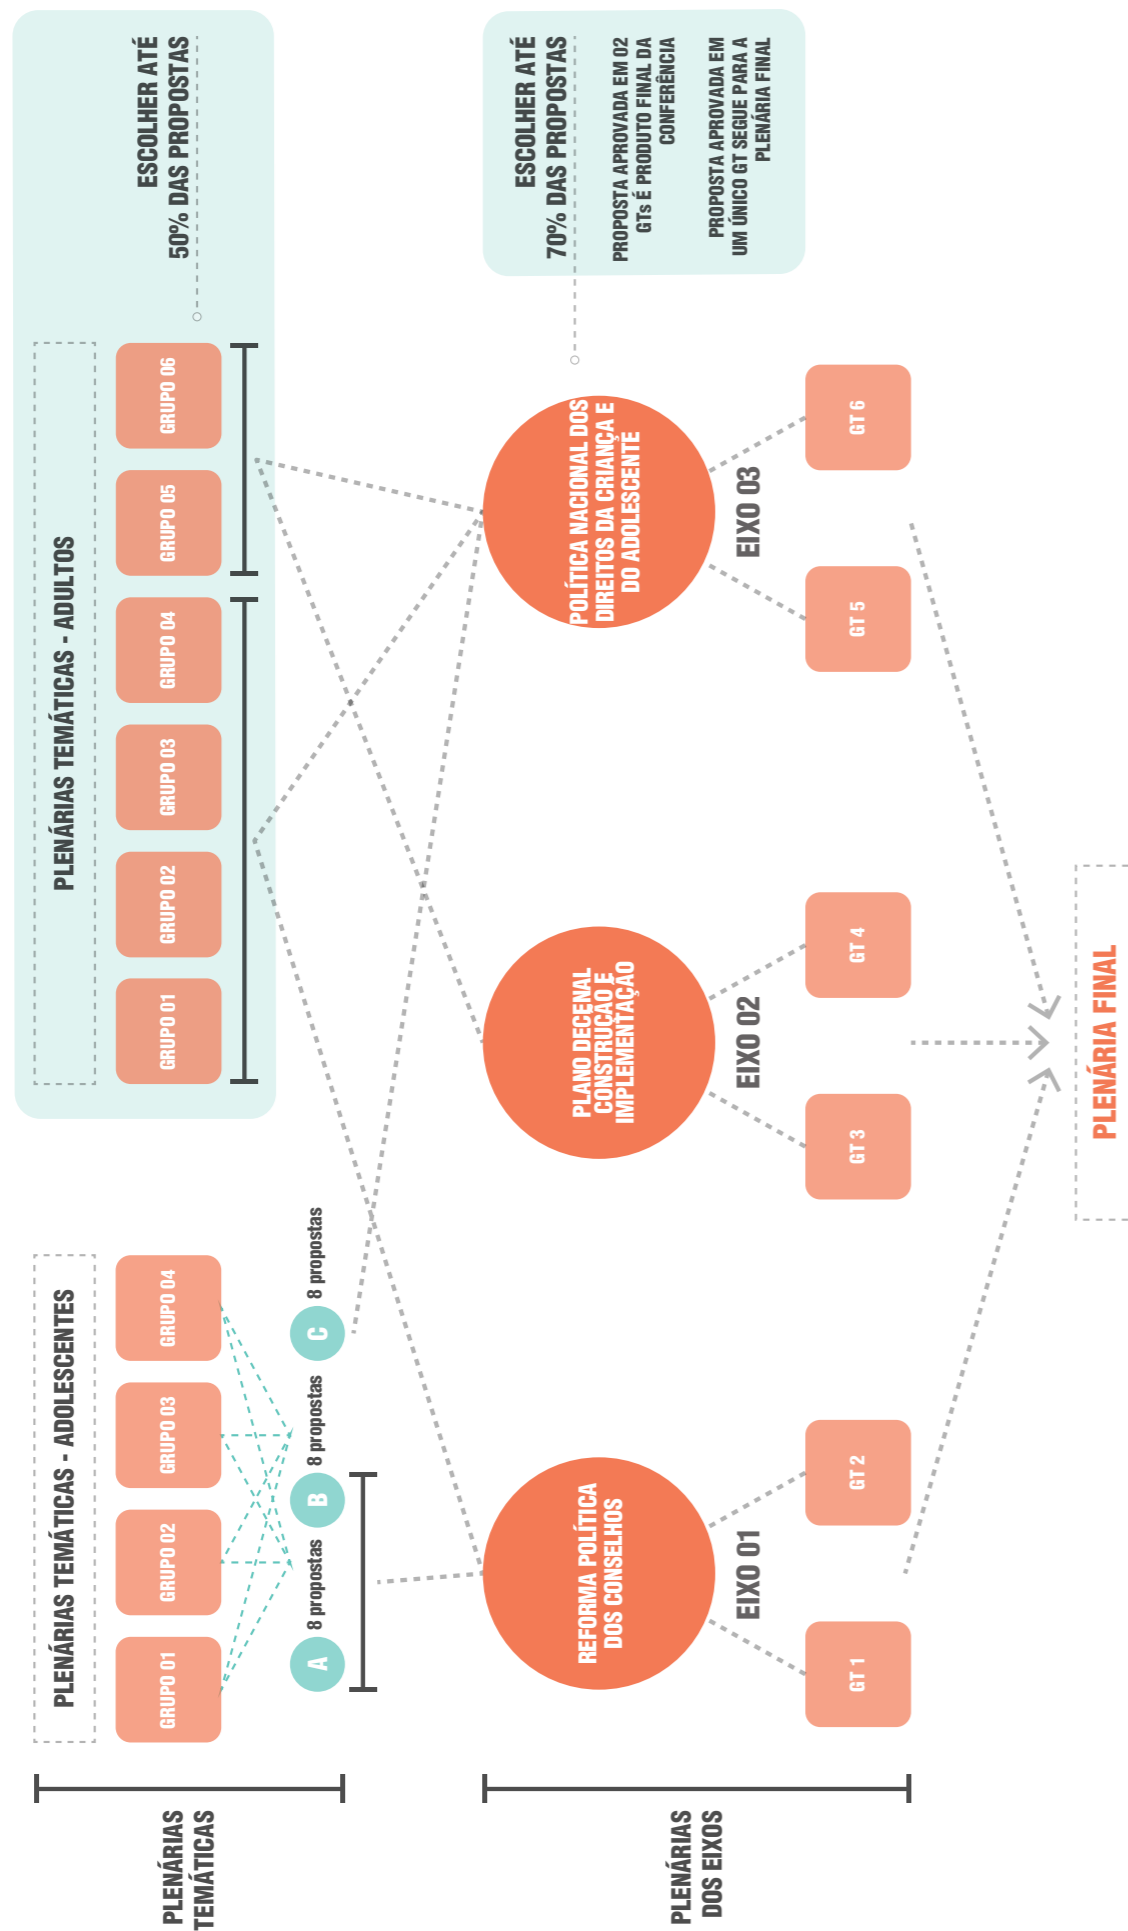 PLENÁRIAS
TEMÁTICAS
PLENÁRIAS TEMÁTICAS - ADOLESCENTES
GRUPO 01
GRUPO 02
GRUPO 03
GRUPO 04
A
8 propostas
B
8 propostas
C
8 propostas
PLENÁRIAS TEMÁTICAS - ADULTOS
GRUPO 01
GRUPO 02
GRUPO 03
GRUPO 04
GRUPO 05
GRUPO 06
ESCOLHER ATÉ
50% DAS PROPOSTAS
PLENÁRIAS
DOS EIXOS
REFORMA POLÍTICA
DOS CONSELHOS
EIXO 01
GT 1
GT 2
PLANO DECENAL
CONSTRUÇÃO E
IMPLEMENTAÇÃO
EIXO 02
GT 3
GT 4
POLÍTICA NACIONAL DOS
DIREITOS DA CRIANÇA E
DO ADOLESCENTE
EIXO 03
GT 5
GT 6
ESCOLHER ATÉ
70% DAS PROPOSTAS
PROPOSTA APROVADA EM 02
GTs É PRODUTO FINAL DA
CONFERÊNCIA
PROPOSTA APROVADA EM
UM ÚNICO GT SEGUE PARA A
PLENÁRIA FINAL
PLENÁRIA FINAL